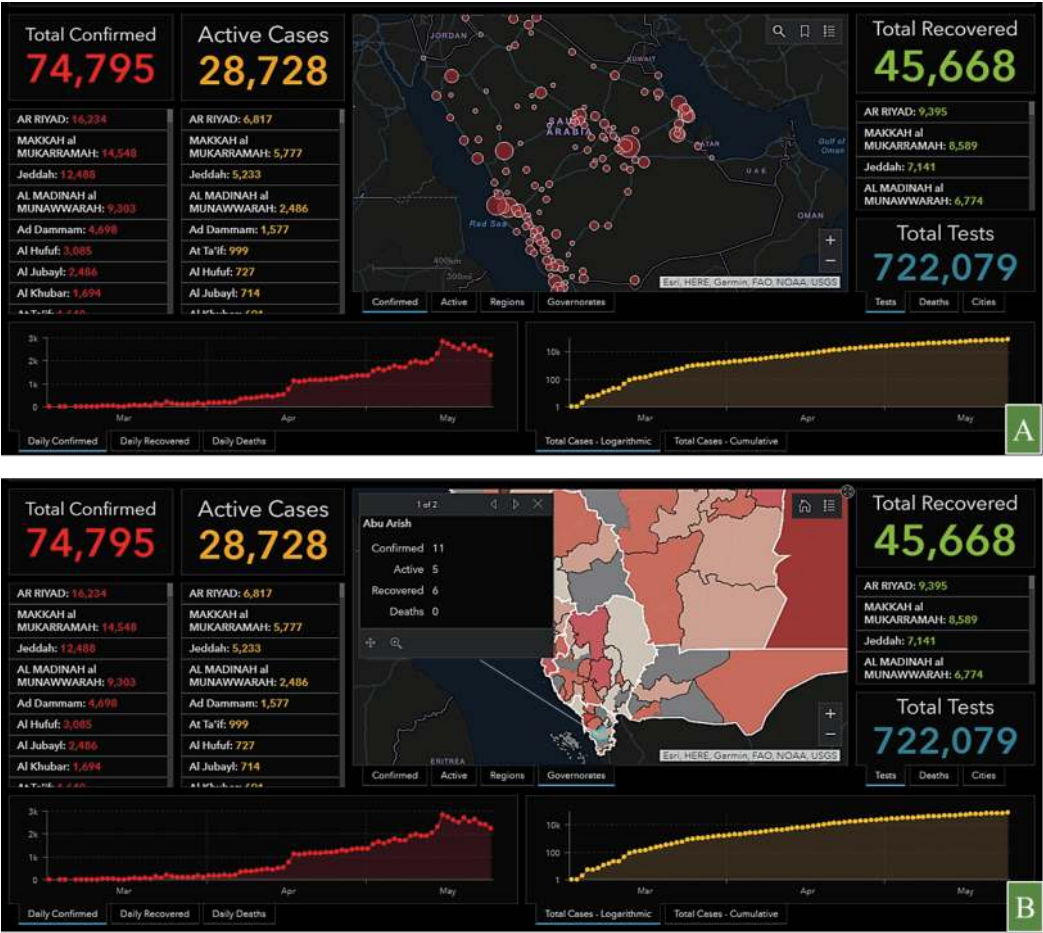 Total Confirmed
74,795
AR RIYAD: 16,234
MAKKAH al
MUKARRAMAH: 14,548
Jeddah: 12,488
AL MADINAH al
MUNAWWARAH: 9,303
Ad Dammam: 4,698
Al Hufuf: 3,085
Al Jubayl: 2,486
Al Khubar: 1,694
Active Cases
28,728
AR RIYAD: 6,817
MAKKAH al
MUKARRAMAH: 5,777
Jeddah: 5,233
AL MADINAH al
MUNAWWARAH: 2,486
Ad Dammam: 1,577
At Ta'if: 999
Al Hufuf: 727
Al Jubayl: 714
JORDAN
KUWAIT
SAUDI
ARABIA
QATAR
Gulf of
Oman
UAE
OMAN
Red Sea
400km
300mi
+
−
Esri, HERE, Garmin, FAO, NOAA, USGS
Confirmed Active Regions Governorates
Total Recovered
45,668
AR RIYAD: 9,395
MAKKAH al
MUKARRAMAH: 8,589
Jeddah: 7,141
AL MADINAH al
MUNAWWARAH: 6,774
Total Tests
722,079
Tests Deaths Cities
3k
2k
1k
0
Mar Apr May
Daily Confirmed Daily Recovered Daily Deaths
10k
100
1
Mar Apr May
Total Cases - Logarithmic Total Cases - Cumulative
A
Total Confirmed
74,795
AR RIYAD: 16,234
MAKKAH al
MUKARRAMAH: 14,548
Jeddah: 12,488
AL MADINAH al
MUNAWWARAH: 9,303
Ad Dammam: 4,698
Al Hufuf: 3,085
Al Jubayl: 2,486
Al Khubar: 1,694
Active Cases
28,728
AR RIYAD: 6,817
MAKKAH al
MUKARRAMAH: 5,777
Jeddah: 5,233
AL MADINAH al
MUNAWWARAH: 2,486
Ad Dammam: 1,577
At Ta'if: 999
Al Hufuf: 727
Al Jubayl: 714
1 of 2
Abu Arish
Confirmed 11
Active 5
Recovered 6
Deaths 0
ERITREA
+
−
Esri, HERE, Garmin, FAO, NOAA, USGS
Confirmed Active Regions Governorates
Total Recovered
45,668
AR RIYAD: 9,395
MAKKAH al
MUKARRAMAH: 8,589
Jeddah: 7,141
AL MADINAH al
MUNAWWARAH: 6,774
Total Tests
722,079
Tests Deaths Cities
3k
2k
1k
0
Mar Apr May
Daily Confirmed Daily Recovered Daily Deaths
10k
100
1
Mar Apr May
Total Cases - Logarithmic Total Cases - Cumulative
B